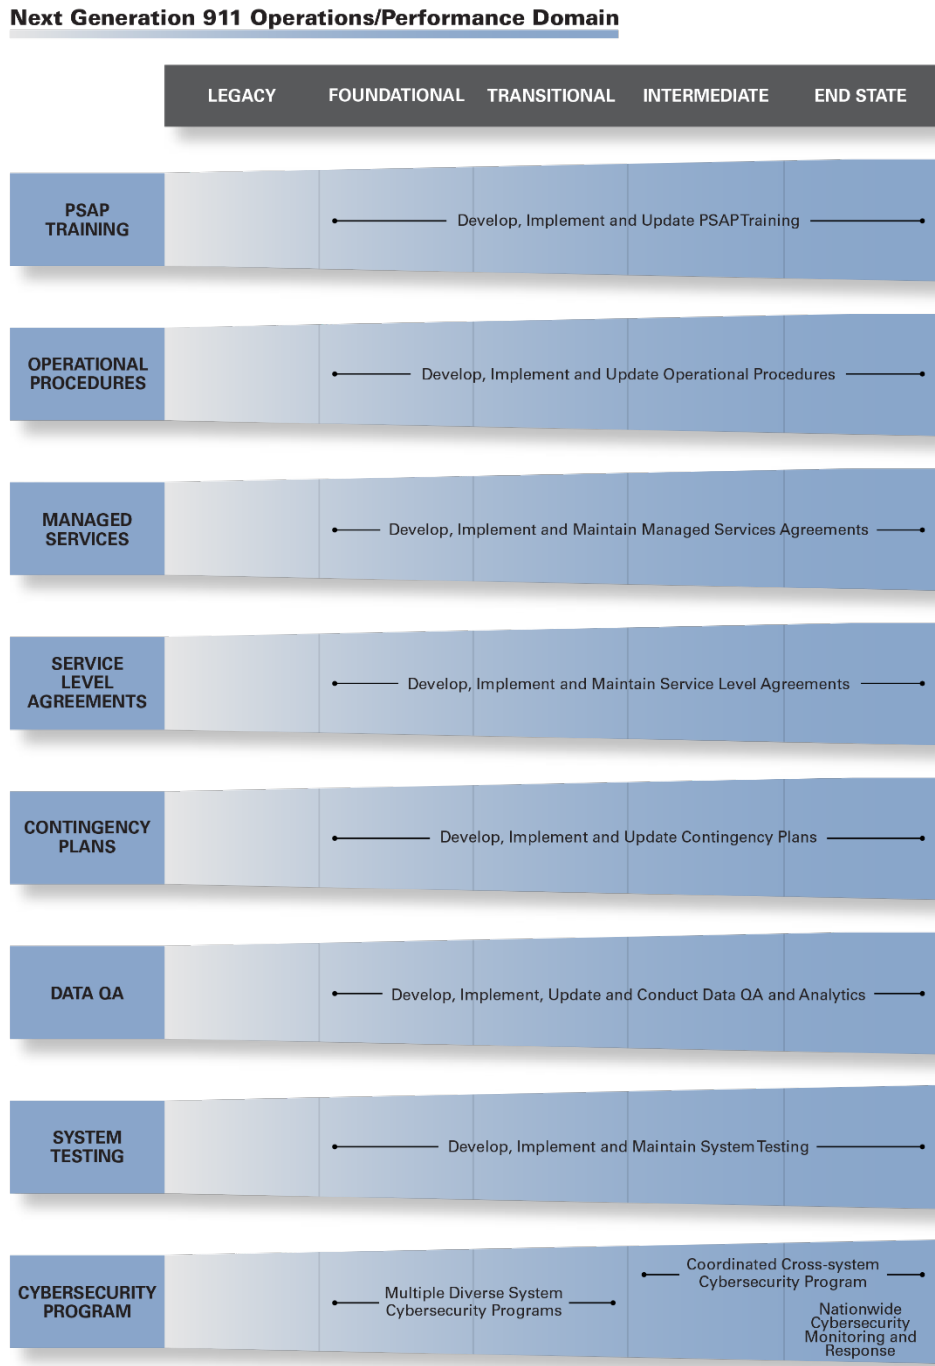 Next Generation 911 Operations/Performance Domain
LEGACY FOUNDATIONAL TRANSITIONAL INTERMEDIATE END STATE
PSAP
TRAINING
Develop, Implement and Update PSAP Training
OPERATIONAL
PROCEDURES
Develop, Implement and Update Operational Procedures
MANAGED
SERVICES
Develop, Implement and Maintain Managed Services Agreements
SERVICE
LEVEL
AGREEMENTS
Develop, Implement and Maintain Service Level Agreements
CONTINGENCY
PLANS
Develop, Implement and Update Contingency Plans
DATA QA
Develop, Implement, Update and Conduct Data QA and Analytics
SYSTEM
TESTING
Develop, Implement and Maintain System Testing
CYBERSECURITY
PROGRAM
Multiple Diverse System
Cybersecurity Programs
Coordinated Cross-system
Cybersecurity Program
Nationwide
Cybersecurity
Monitoring and
Response